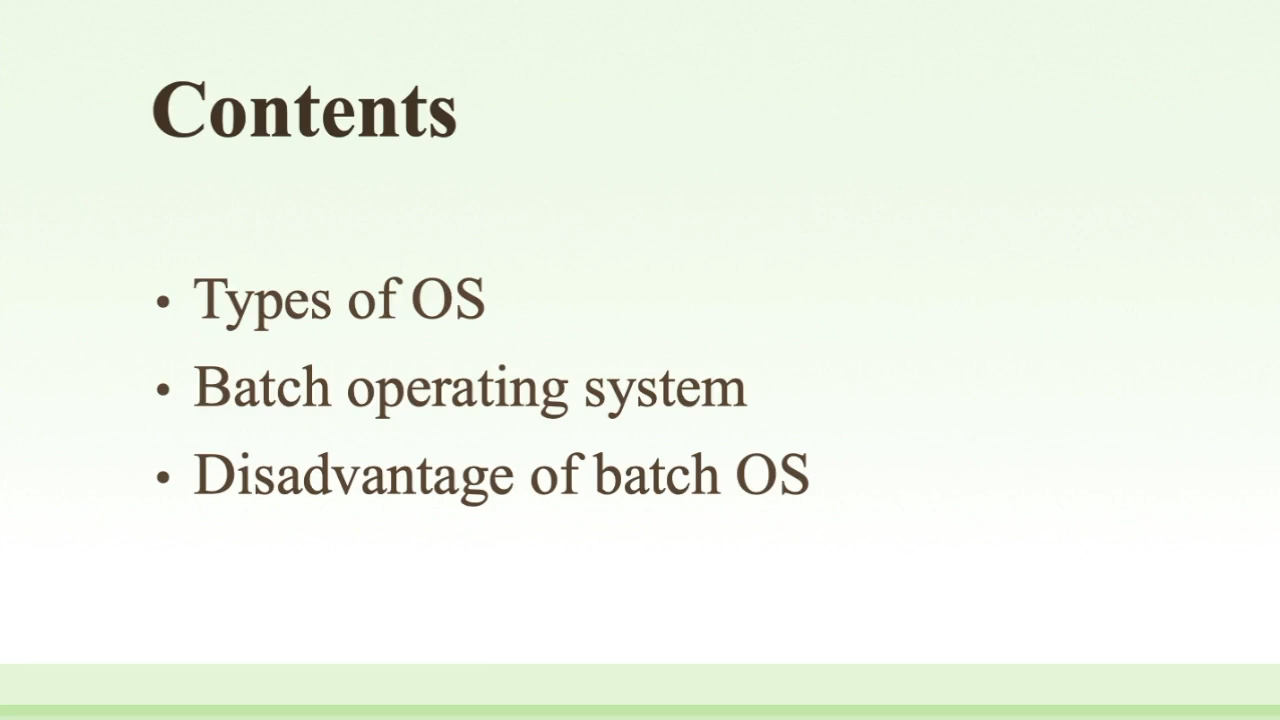 Contents
• Types of OS
• Batch operating system
• Disadvantage of batch OS